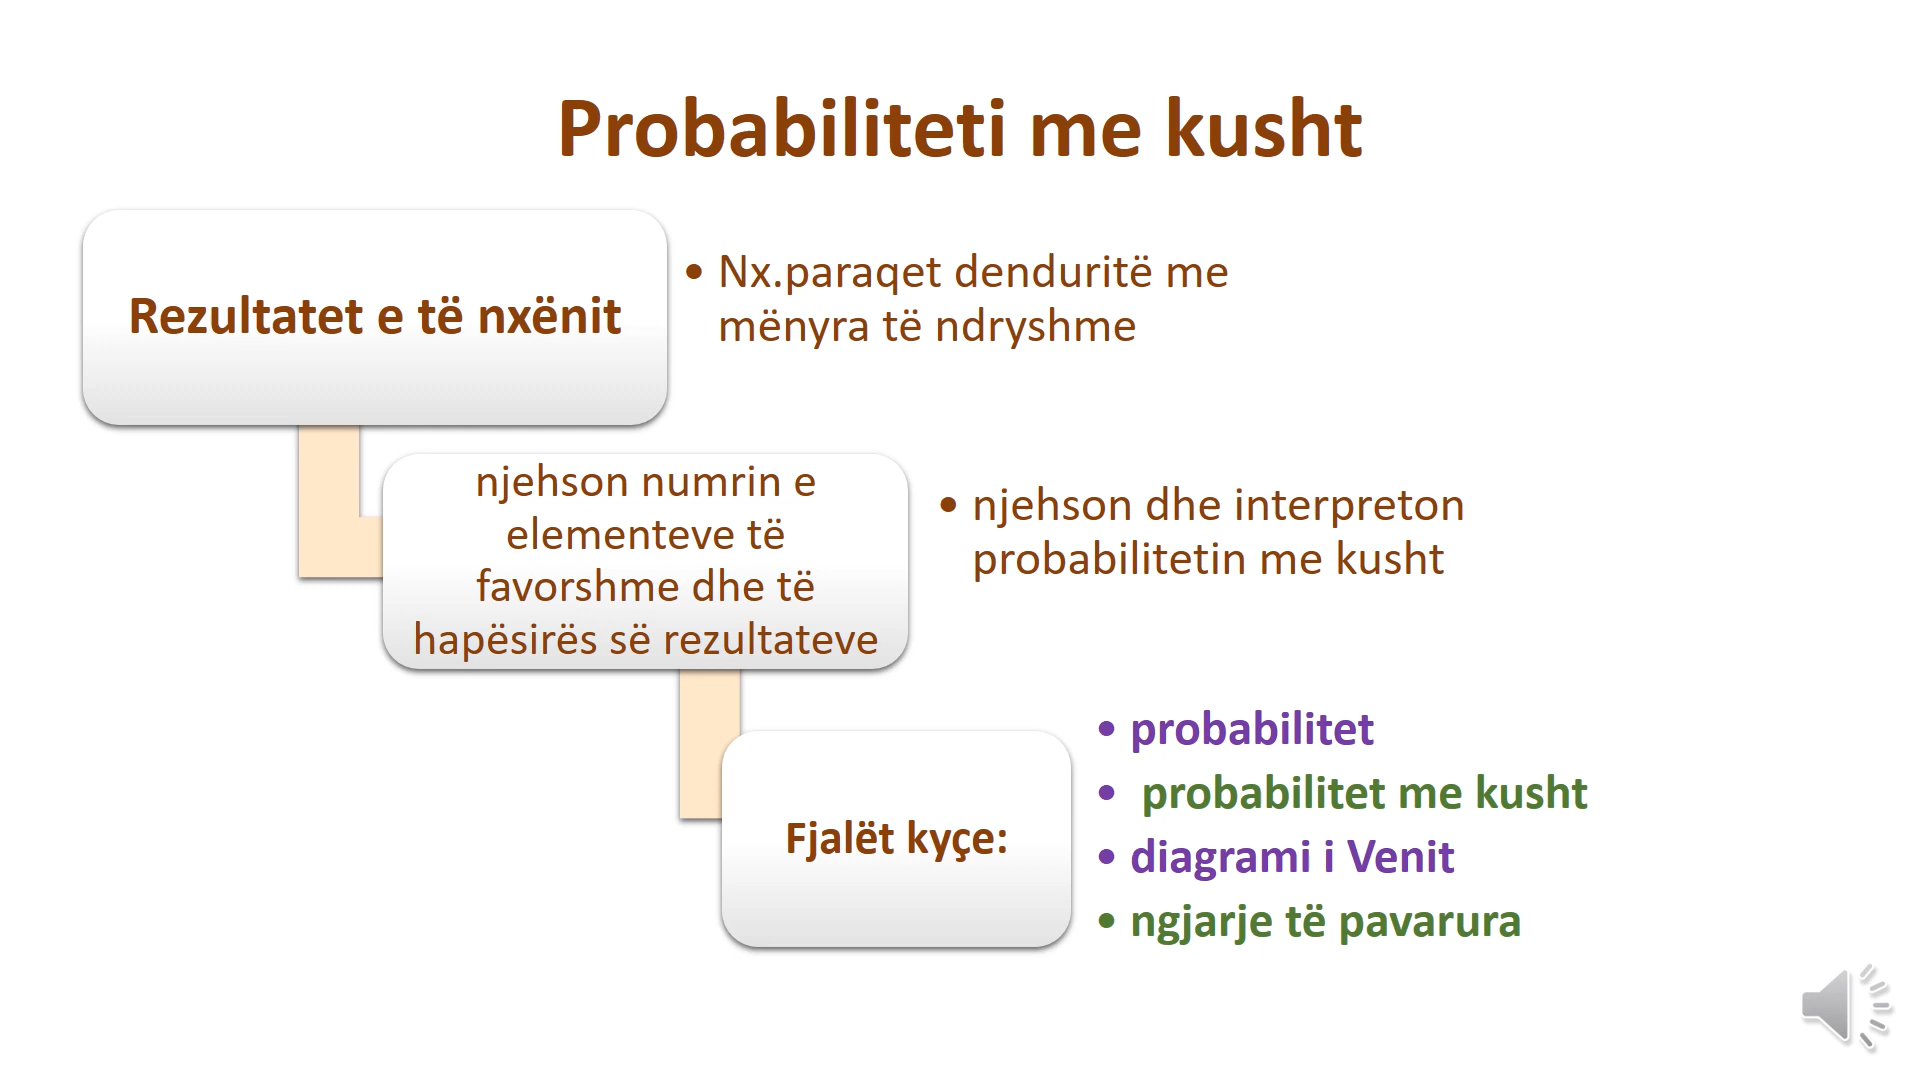 Probabiliteti me kusht
Rezultatet e të nxënit
• Nx.paraqet denduritë me
mënyra të ndryshme
njehson numrin e
elementeve të
favorshme dhe të
hapësirës së rezultateve
• njehson dhe interpreton
probabilitetin me kusht
Fjalët kyçe:
• probabilitet
• probabilitet me kusht
• diagrami i Venit
• ngjarje të pavarura